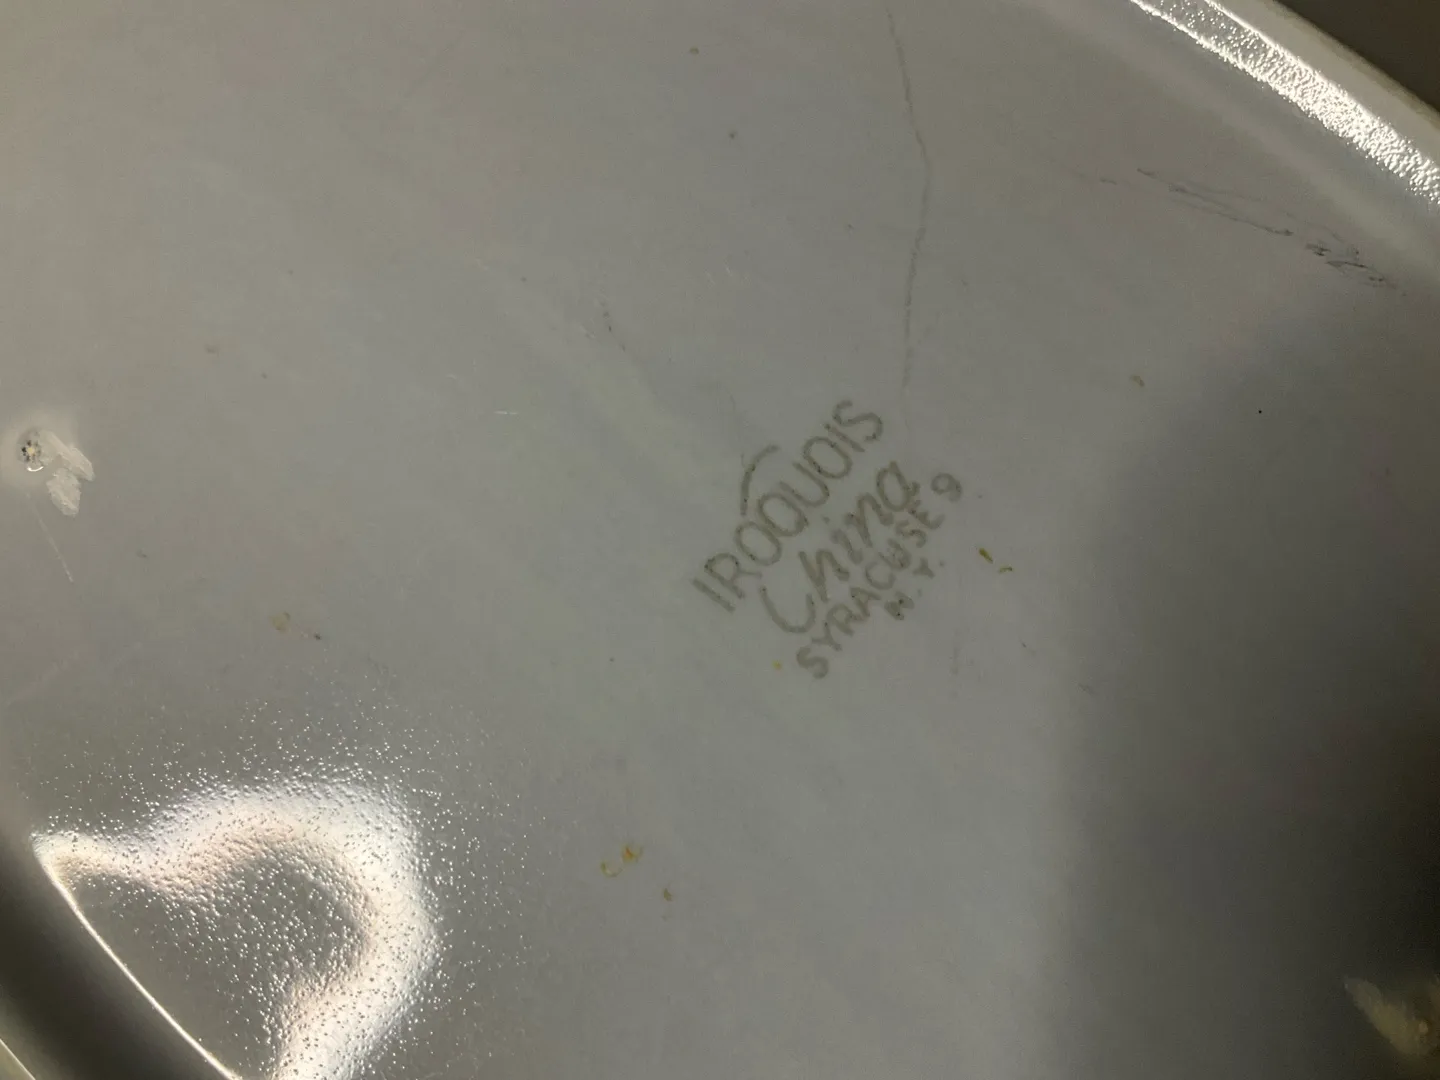 IROQUOIS
China
SYRACUSE 9
N.Y.